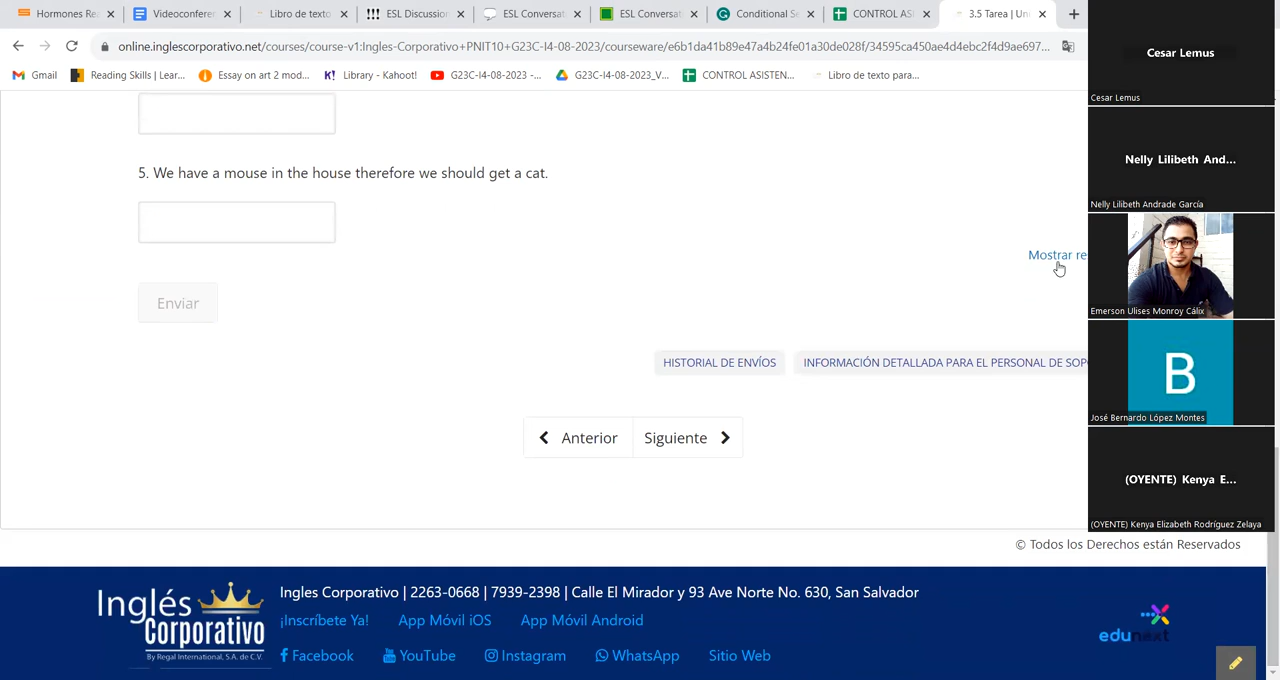 Hormones Re
Videoconferer
Libro de texto
ESL Discussion
ESL Conversat
ESL Conversat
Conditional Se
CONTROL AS
3.5 Tarea | Un
online.inglescorporativo.net/courses/course-v1:Ingles-Corporativo+PNIT10+G23C-I4-08-2023/courseware/e6b1da41b89e47a4b24fe01a30de028f/34595ca450ae4d4ebc2f4d9ae697...
Gmail
Reading Skills | Lear...
Essay on art 2 mod...
Library - Kahoot!
G23C-I4-08-2023 -...
G23C-I4-08-2023_V...
CONTROL ASISTEN...
Libro de texto para...
5. We have a mouse in the house therefore we should get a cat.
Mostrar re
Enviar
HISTORIAL DE ENVÍOS
INFORMACIÓN DETALLADA PARA EL PERSONAL DE SOP
Anterior
Siguiente
© Todos los Derechos están Reservados
Inglés Corporativo
By Regal International, S.A. de C.V.
Ingles Corporativo | 2263-0668 | 7939-2398 | Calle El Mirador y 93 Ave Norte No. 630, San Salvador
¡Inscríbete Ya!
App Móvil iOS
App Móvil Android
Facebook
YouTube
Instagram
WhatsApp
Sitio Web
edunext
Cesar Lemus
Cesar Lemus
Nelly Lilibeth And...
Nelly Lilibeth Andrade García
Emerson Ulises Monroy Cálix
B
José Bernardo López Montes
(OYENTE) Kenya E...
(OYENTE) Kenya Elizabeth Rodríguez Zelaya